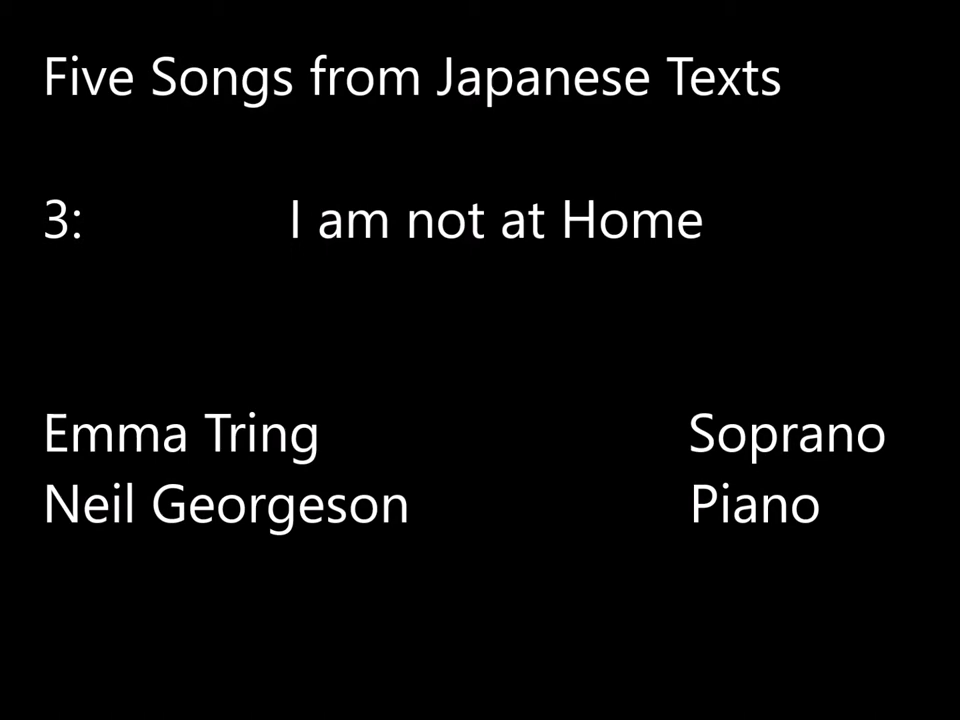 Five Songs from Japanese Texts
3: I am not at Home
Emma Tring Soprano
Neil Georgeson Piano